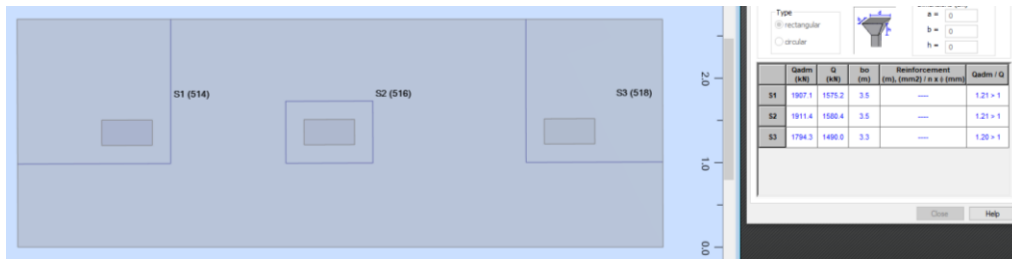 S1 (514)
S2 (516)
S3 (518)
2.0
1.0
0.0
Type
rectangular
circular
a = 0
b = 0
h = 0
Qadm (kN) Q (kN) bo (m) Reinforcement (m), (mm2) / n x Qadm / Q
S1 1907.1 1575.2 3.5 ---- 1.21 > 1
S2 1911.4 1580.4 3.5 ---- 1.21 > 1
S3 1794.3 1490.0 3.3 ---- 1.20 > 1
Close Help